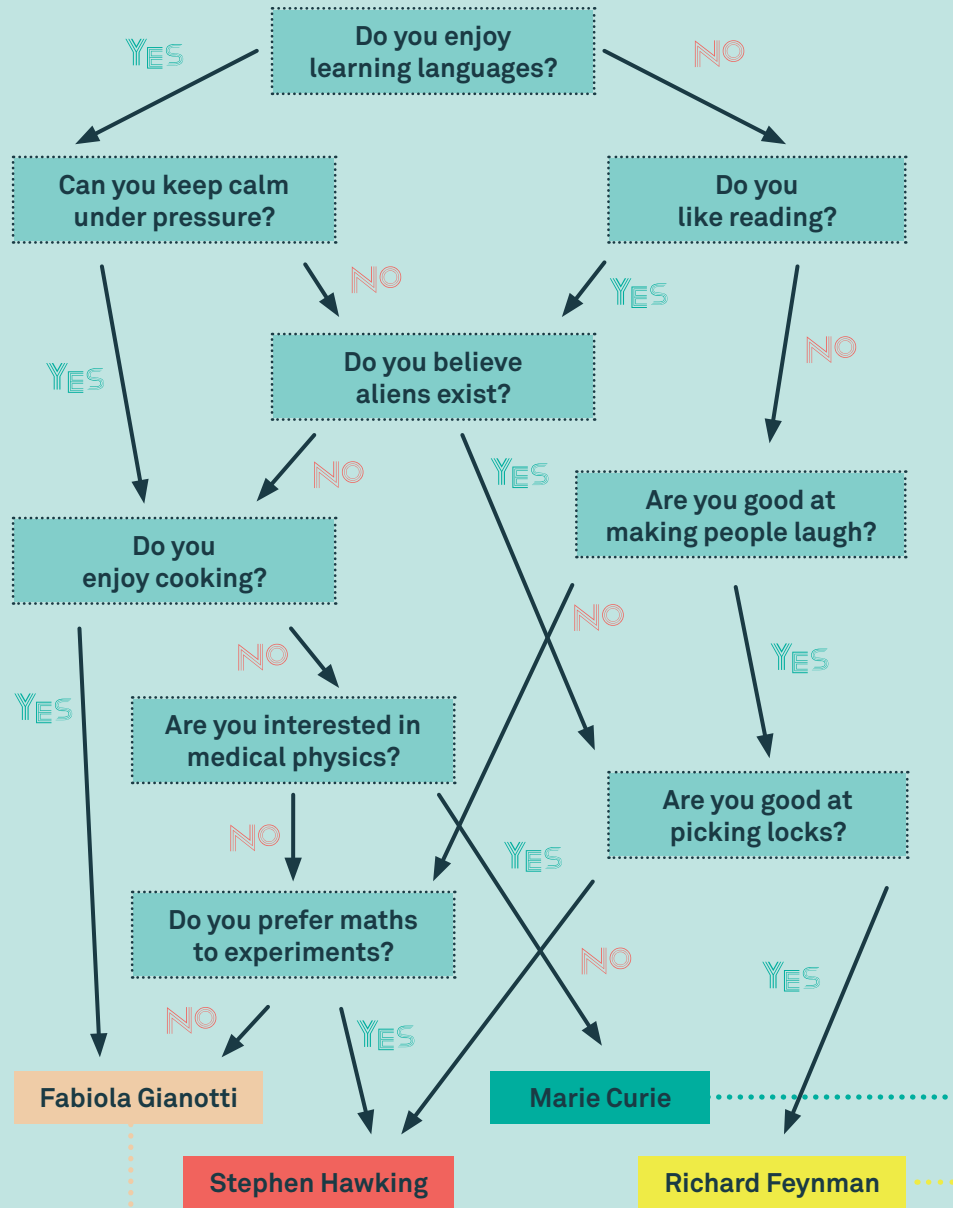 Do you enjoy
learning languages?
YES
NO
Can you keep calm
under pressure?
Do you
like reading?
NO
YES
YES
NO
Do you believe
aliens exist?
NO
YES
Are you good at
making people laugh?
Do you
enjoy cooking?
NO
NO
YES
YES
Are you interested in
medical physics?
Are you good at
picking locks?
NO
YES
Do you prefer maths
to experiments?
NO
YES
NO
YES
Fabiola Gianotti
Marie Curie
Stephen Hawking
Richard Feynman